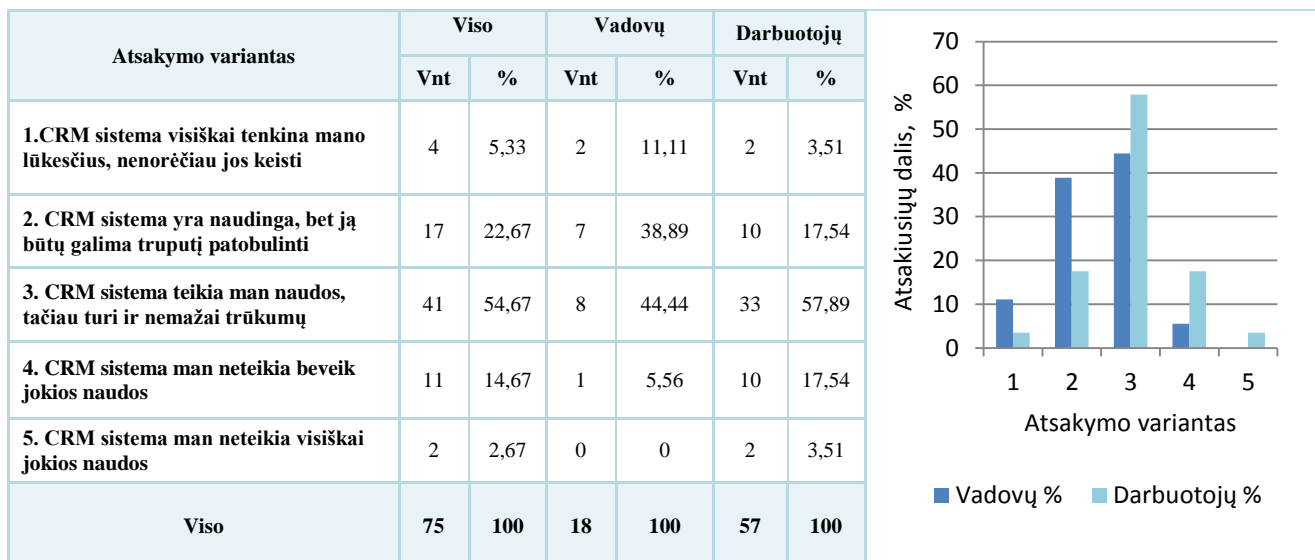 Atsakymo variantas Viso Vadovų Darbuotojų
Vnt % Vnt % Vnt %
1.CRM sistema visiškai tenkina mano
lūkesčius, nenorėčiau jos keisti
4 5,33 2 11,11 2 3,51
2. CRM sistema yra naudinga, bet ją
būtų galima truputį patobulinti
17 22,67 7 38,89 10 17,54
3. CRM sistema teikia man naudos,
tačiau turi ir nemažai trūkumų
41 54,67 8 44,44 33 57,89
4. CRM sistema man neteikia beveik
jokios naudos
11 14,67 1 5,56 10 17,54
5. CRM sistema man neteikia visiškai
jokios naudos
2 2,67 0 0 2 3,51
Viso 75 100 18 100 57 100
Atsakiusiųjų dalis, %
70
60
50
40
30
20
10
0
1 2 3 4 5
Atsakymo variantas
Vadovų % Darbuotojų %